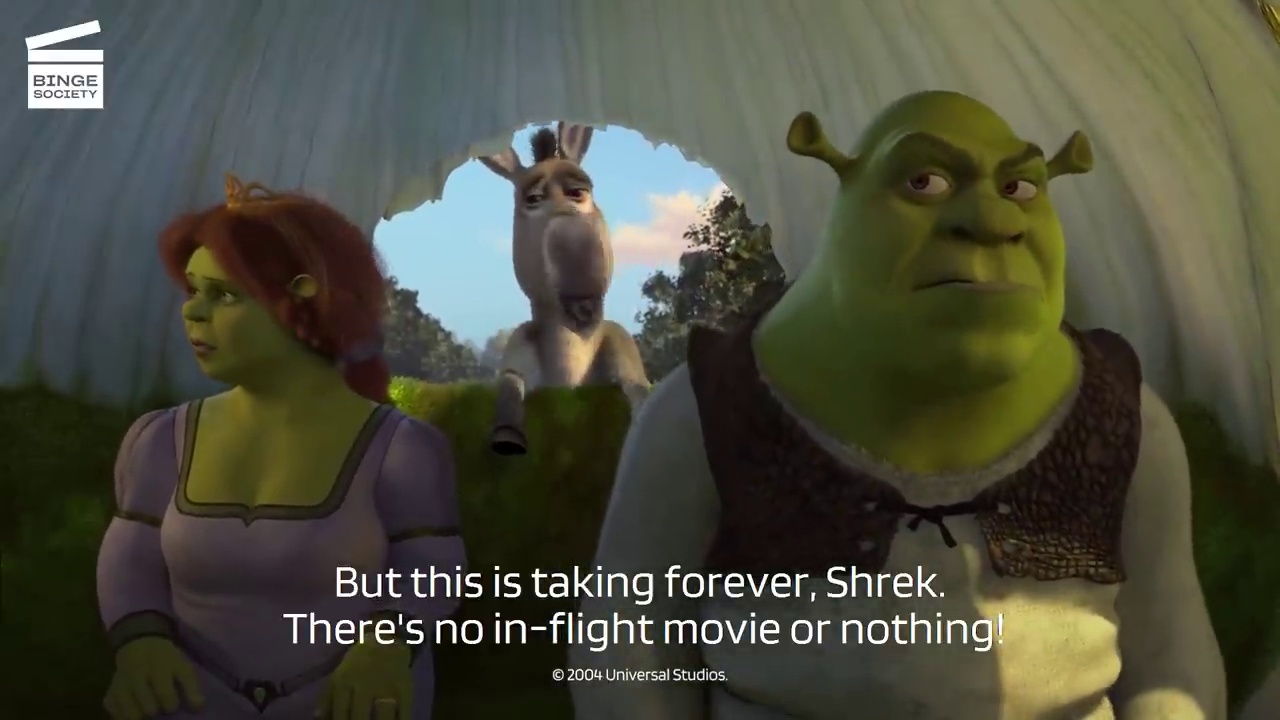 BINGE
SOCIETY
But this is taking forever, Shrek.
There's no in-flight movie or nothing!
© 2004 Universal Studios.